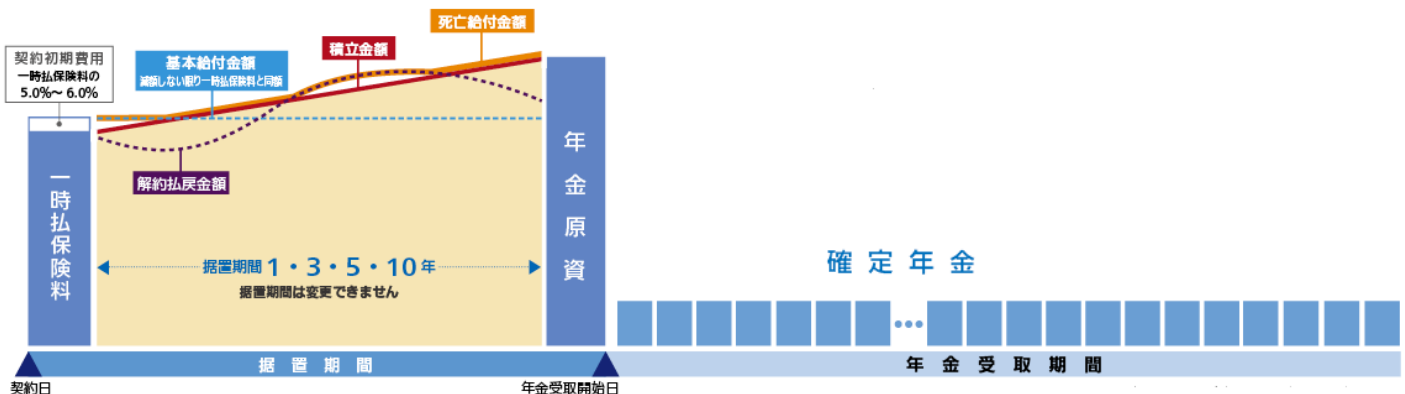 死亡給付金額
積立金額
契約初期費用
一時払保険料の
5.0%〜6.0%
基本給付金額
減額しない限り一時払保険料と同額
解約払戻金額
一時払保険料
年金原資
据置期間1・3・5・10年
据置期間は変更できません
確定年金
据置期間
年金受取期間
契約日
年金受取開始日